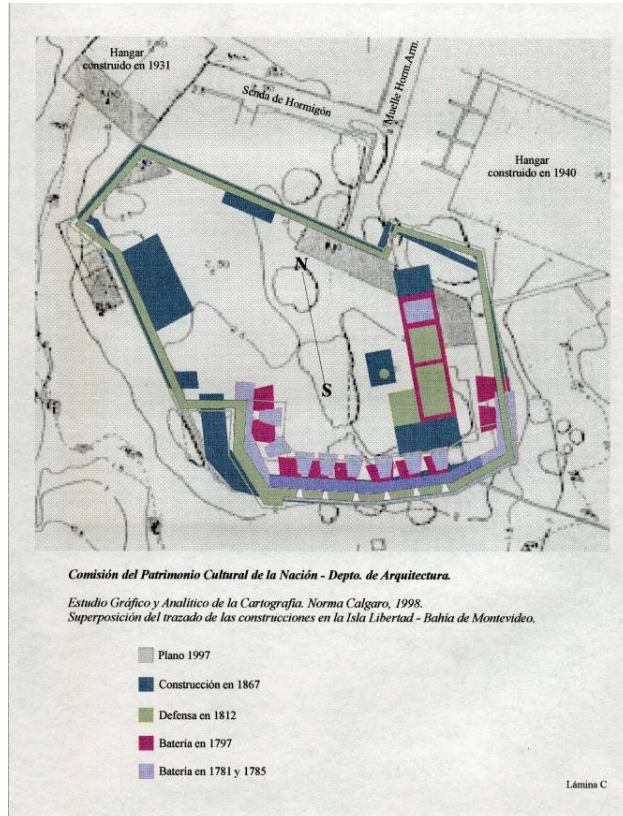 Hangar
construido en 1931
Senda de Hormigón
Muelle Horm.Arm.
Hangar
construido en 1940
N
S
Comisión del Patrimonio Cultural de la Nación - Depto. de Arquitectura.
Estudio Gráfico y Analítico de la Cartografía. Norma Calgaro, 1998.
Superposición del trazado de las construcciones en la Isla Libertad - Bahía de Montevideo.
Plano 1997
Construcción en 1867
Defensa en 1812
Batería en 1797
Batería en 1781 y 1785
Lámina C